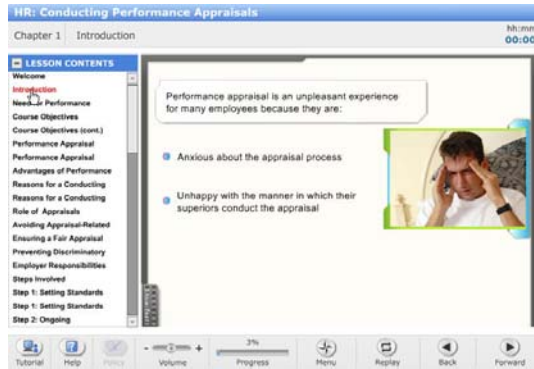 HR: Conducting Performance Appraisals
Chapter 1 Introduction
hh:mm
00:00
LESSON CONTENTS
Welcome
Introduction
Need for Performance
Course Objectives
Course Objectives (cont.)
Performance Appraisal
Performance Appraisal
Advantages of Performance
Reasons for a Conducting
Reasons for a Conducting
Role of Appraisals
Avoiding Appraisal-Related
Ensuring a Fair Appraisal
Preventing Discriminatory
Employer Responsibilities
Steps Involved
Step 1: Setting Standards
Step 1: Setting Standards
Step 2: Ongoing
Performance appraisal is an unpleasant experience
for many employees because they are:
Anxious about the appraisal process
Unhappy with the manner in which their
superiors conduct the appraisal
Tutorial
Help
Policy
- +
Volume
3%
Progress
Menu
Replay
Back
Forward